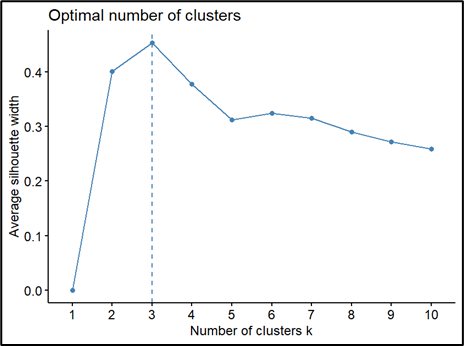 Optimal number of clusters
Average silhouette width
0.4
0.3
0.2
0.1
0.0
1 2 3 4 5 6 7 8 9 10
Number of clusters k